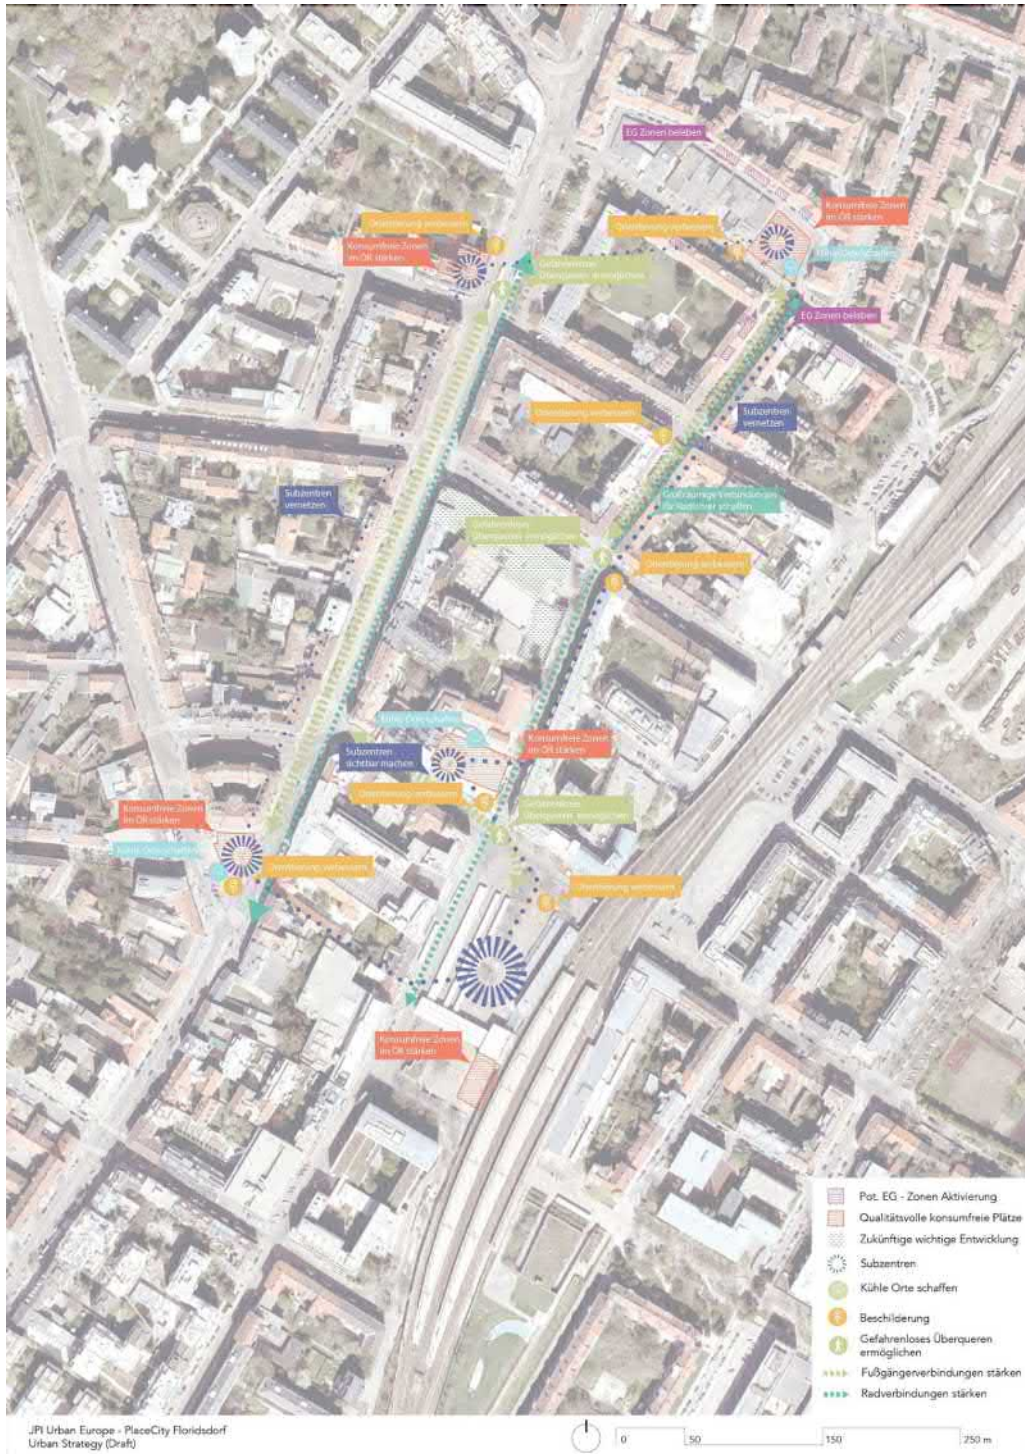 EG Zonen beleben
Konsumfreie Zonen
im ÖR stärken
Orientierung verbessern
Orientierung verbessern
Konsumfreie Zonen
im ÖR stärken
Kühle Orte schaffen
Gefahrenloses
Überqueren ermöglichen
EG Zonen beleben
Orientierung verbessern
Subzentren
vernetzen
Subzentren
vernetzen
Großräumige Verbindungen
für Radfahrer schaffen
Gefahrenloses
Überqueren ermöglichen
Orientierung verbessern
Kühle Orte schaffen
Konsumfreie Zonen
im ÖR stärken
Subzentren
sichtbar machen
Orientierung verbessern
Gefahrenloses
Überqueren ermöglichen
Konsumfreie Zonen
im ÖR stärken
Kühle Orte schaffen
Orientierung verbessern
Orientierung verbessern
Konsumfreie Zonen
im ÖR stärken
Pot. EG - Zonen Aktivierung
Qualitätsvolle konsumfreie Plätze
Zukünftige wichtige Entwicklung
Subzentren
Kühle Orte schaffen
Beschilderung
Gefahrenloses Überqueren
ermöglichen
Fußgängerverbindungen stärken
Radverbindungen stärken
JPI Urban Europe - PlaceCity Floridsdorf
Urban Strategy (Draft)
0 50 150 250 m